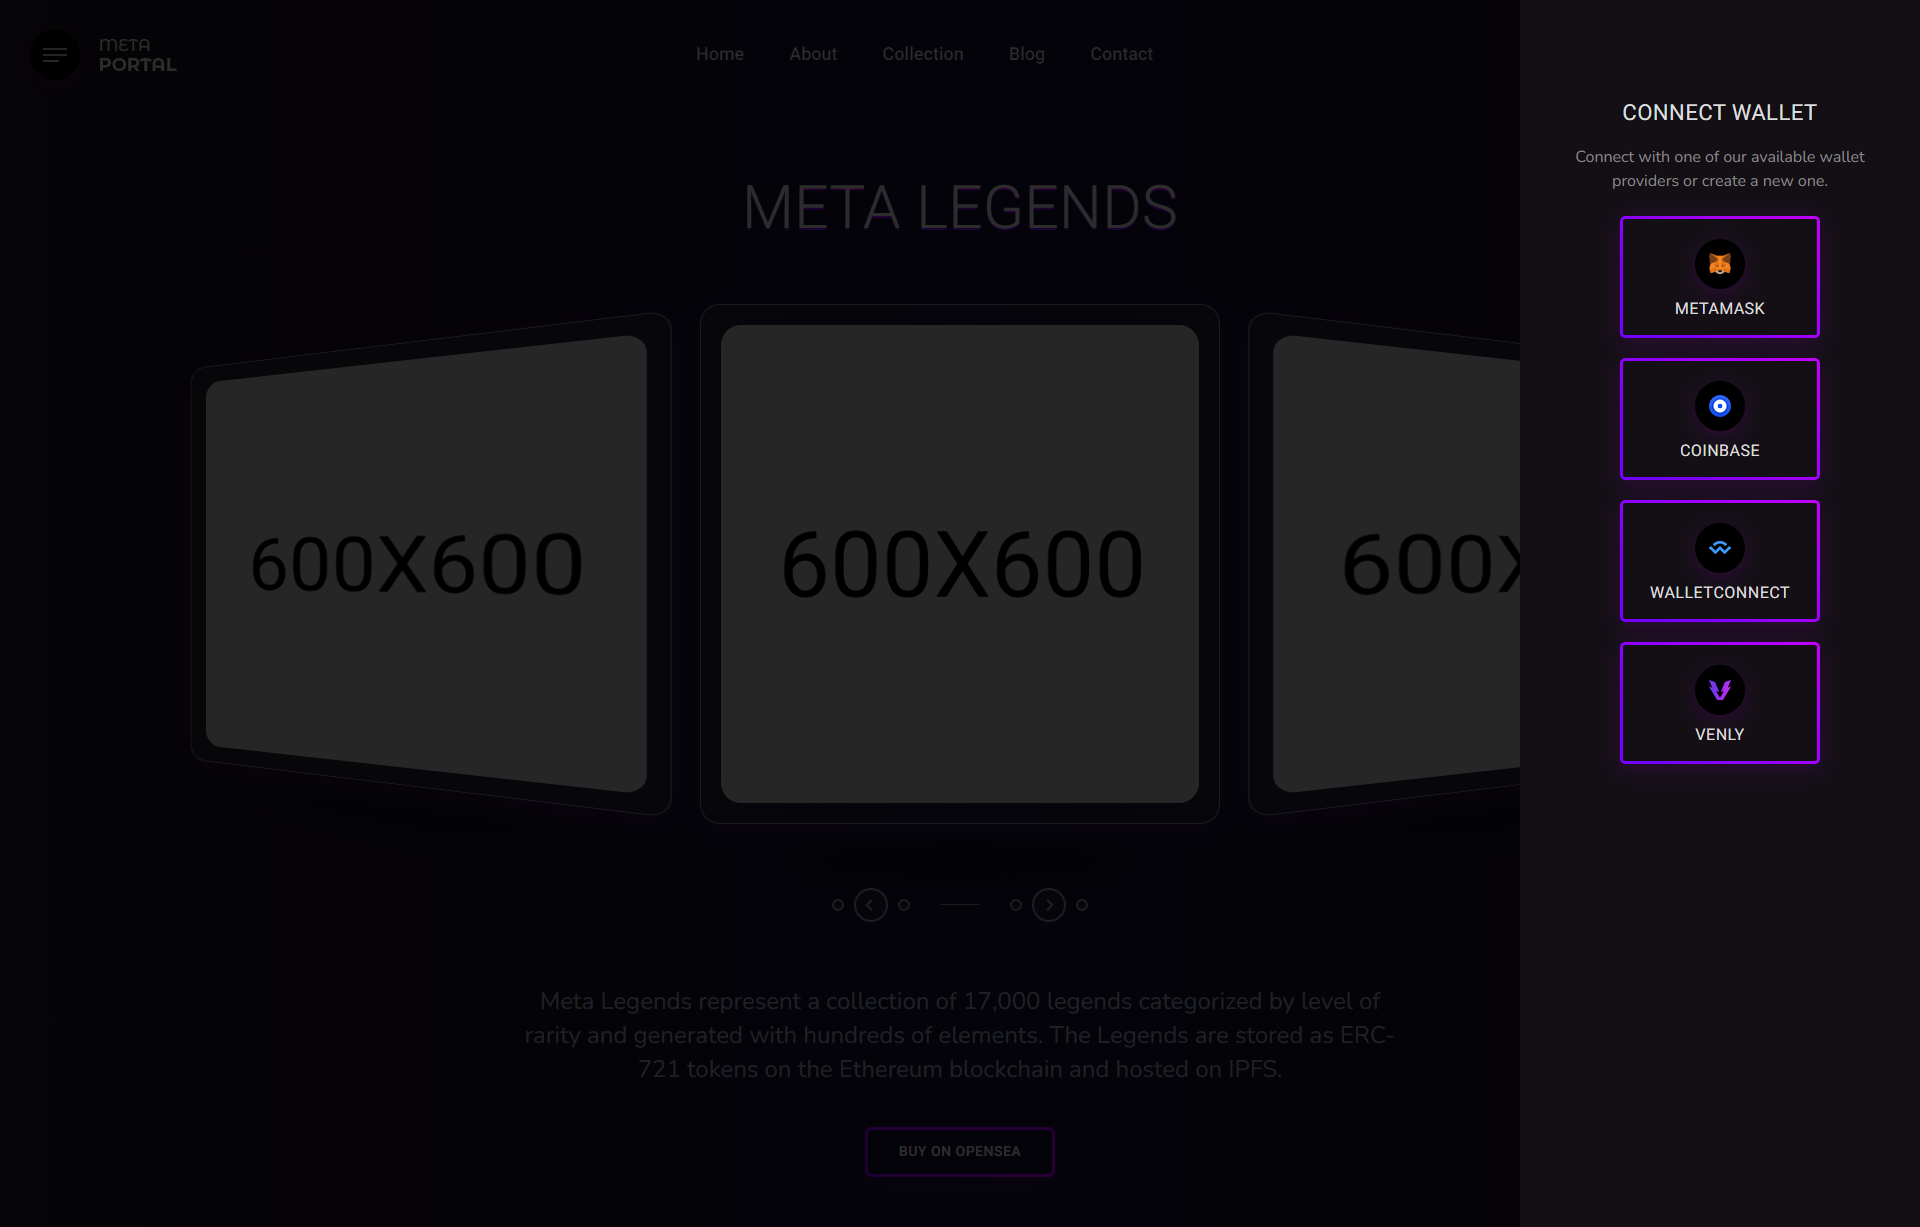 META
PORTAL
Home
About
Collection
Blog
Contact
META LEGENDS
600X600
600X600
600X
Meta Legends represent a collection of 17,000 legends categorized by level of
rarity and generated with hundreds of elements. The Legends are stored as ERC-
721 tokens on the Ethereum blockchain and hosted on IPFS.
BUY ON OPENSEA
CONNECT WALLET
Connect with one of our available wallet
providers or create a new one.
METAMASK
COINBASE
WALLETCONNECT
VENLY